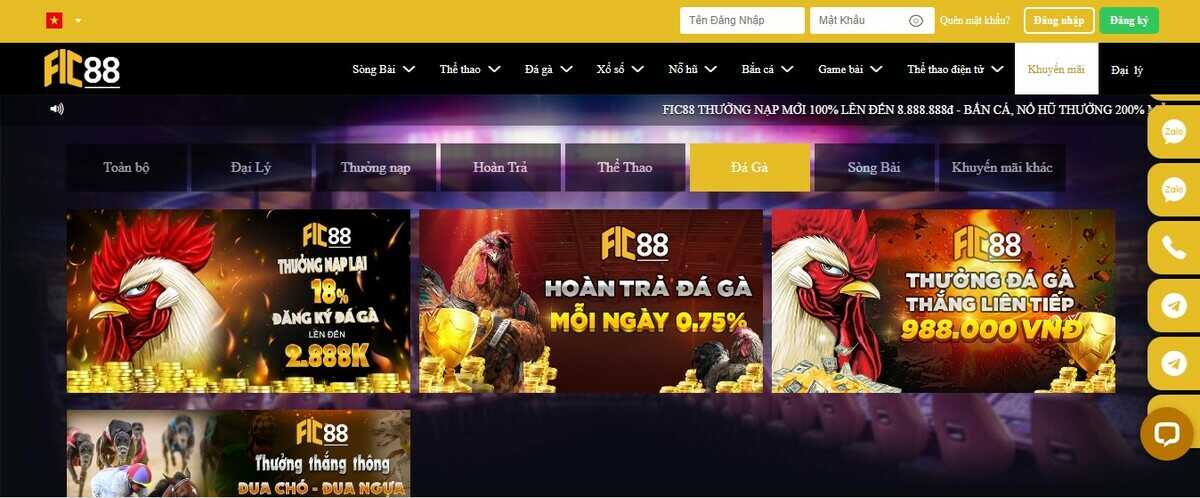 Tên Đăng Nhập
Mật Khẩu
Quên mật khẩu?
Đăng nhập
Đăng ký
FIC88
Sòng Bài
Thể thao
Đá gà
Xổ số
Nổ hũ
Bắn cá
Game bài
Thể thao điện tử
Khuyến mãi
Đại lý
FIC88 THƯỞNG NẠP MỚI 100% LÊN ĐẾN 8.888.888đ - BẮN CÁ, NỔ HŨ THƯỞNG 200%
Zalo
Zalo
Toàn bộ
Đại Lý
Thưởng nạp
Hoàn Trả
Thể Thao
Đá Gà
Sòng Bài
Khuyến mãi khác
FIC88
THƯỞNG NẠP LẠI
18%
ĐĂNG KÝ ĐÁ GÀ
LÊN ĐẾN
2.888K
FIC88
HOÀN TRẢ ĐÁ GÀ
MỖI NGÀY 0.75%
FIC88
THƯỞNG ĐÁ GÀ
THẮNG LIÊN TIẾP
988.000 VNĐ
FIC88
Thưởng thắng thông
ĐUA CHÓ - ĐUA NGỰA